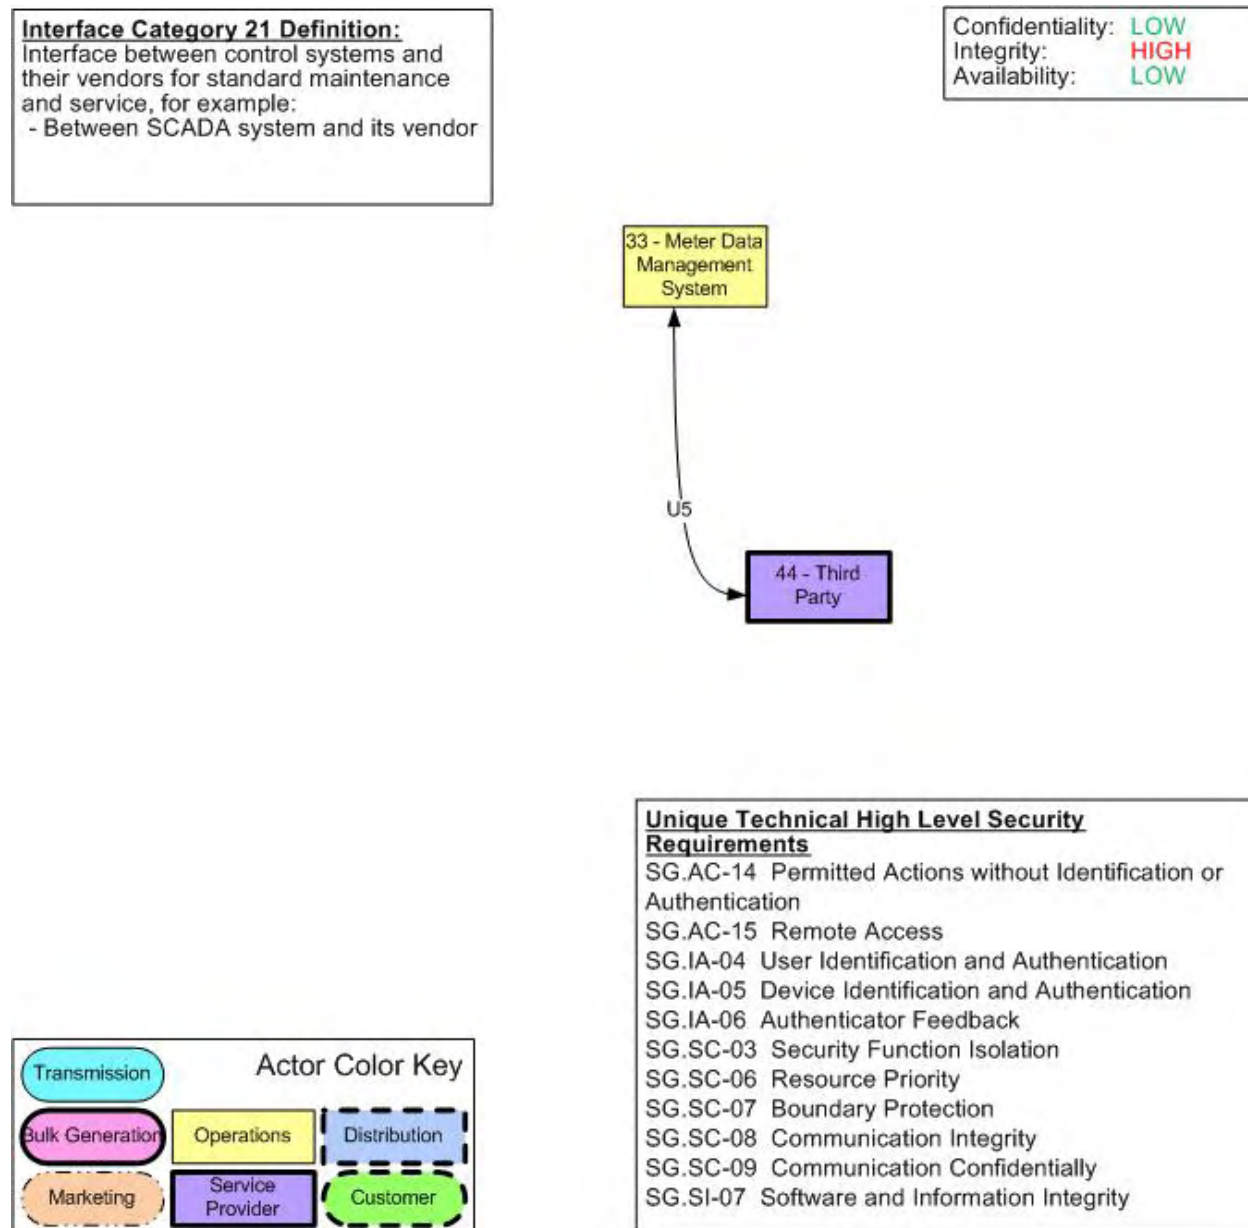 Interface Category 21 Definition:
Interface between control systems and
their vendors for standard maintenance
and service, for example:
- Between SCADA system and its vendor
Confidentiality: LOW
Integrity: HIGH
Availability: LOW
33 - Meter Data
Management
System
U5
44 - Third
Party
Unique Technical High Level Security
Requirements
SG.AC-14 Permitted Actions without Identification or
Authentication
SG.AC-15 Remote Access
SG.IA-04 User Identification and Authentication
SG.IA-05 Device Identification and Authentication
SG.IA-06 Authenticator Feedback
SG.SC-03 Security Function Isolation
SG.SC-06 Resource Priority
SG.SC-07 Boundary Protection
SG.SC-08 Communication Integrity
SG.SC-09 Communication Confidentially
SG.SI-07 Software and Information Integrity
Actor Color Key
Transmission
Bulk Generation
Operations
Distribution
Marketing
Service
Provider
Customer